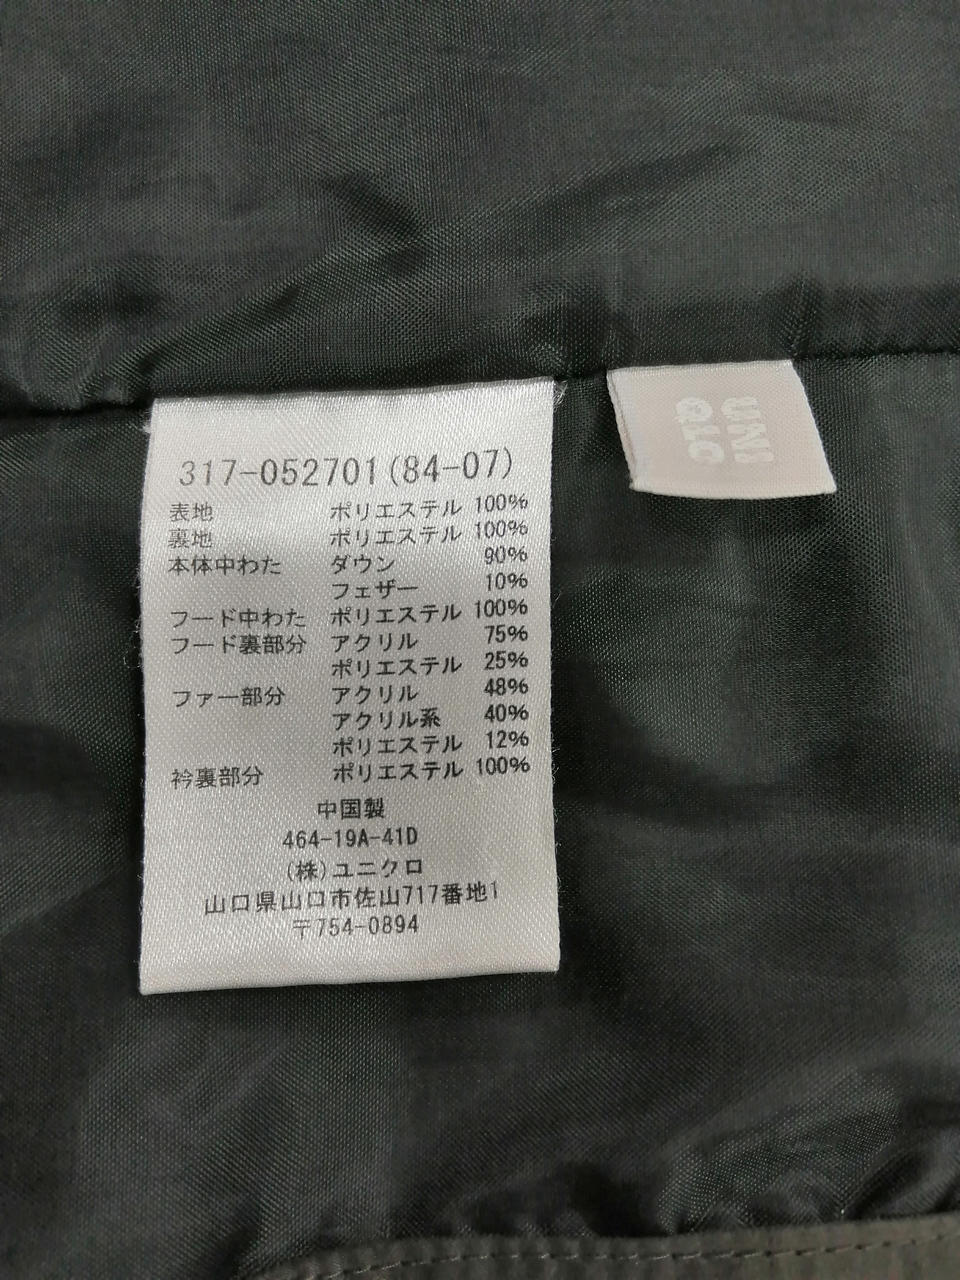 317-052701(84-07)
表地 ポリエステル 100%
裏地 ポリエステル 100%
本体中わた ダウン 90%
フェザー 10%
フード中わた ポリエステル 100%
フード裏部分 アクリル 75%
ポリエステル 25%
ファー部分 アクリル 48%
アクリル系 40%
ポリエステル 12%
衿裏部分 ポリエステル 100%
中国製
464-19A-41D
(株)ユニクロ
山口県山口市佐山717番地1
〒754-0894
UNI
QLO